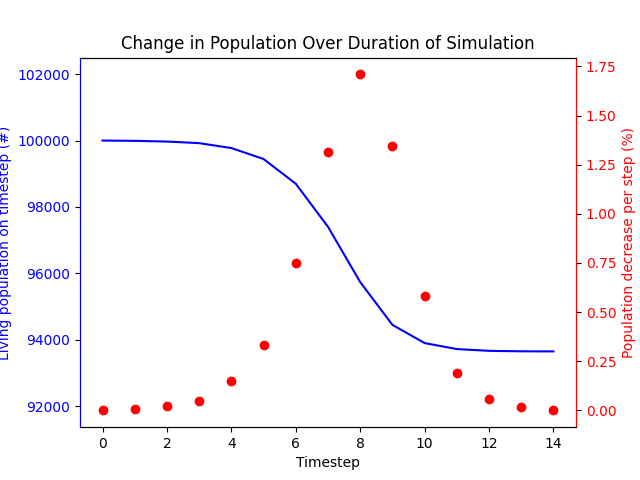 Change in Population Over Duration of Simulation
102000
100000
98000
96000
94000
92000
Living population on timestep (#)
1.75
1.50
1.25
1.00
0.75
0.50
0.25
0.00
Population decrease per step (%)
0 2 4 6 8 10 12 14
Timestep